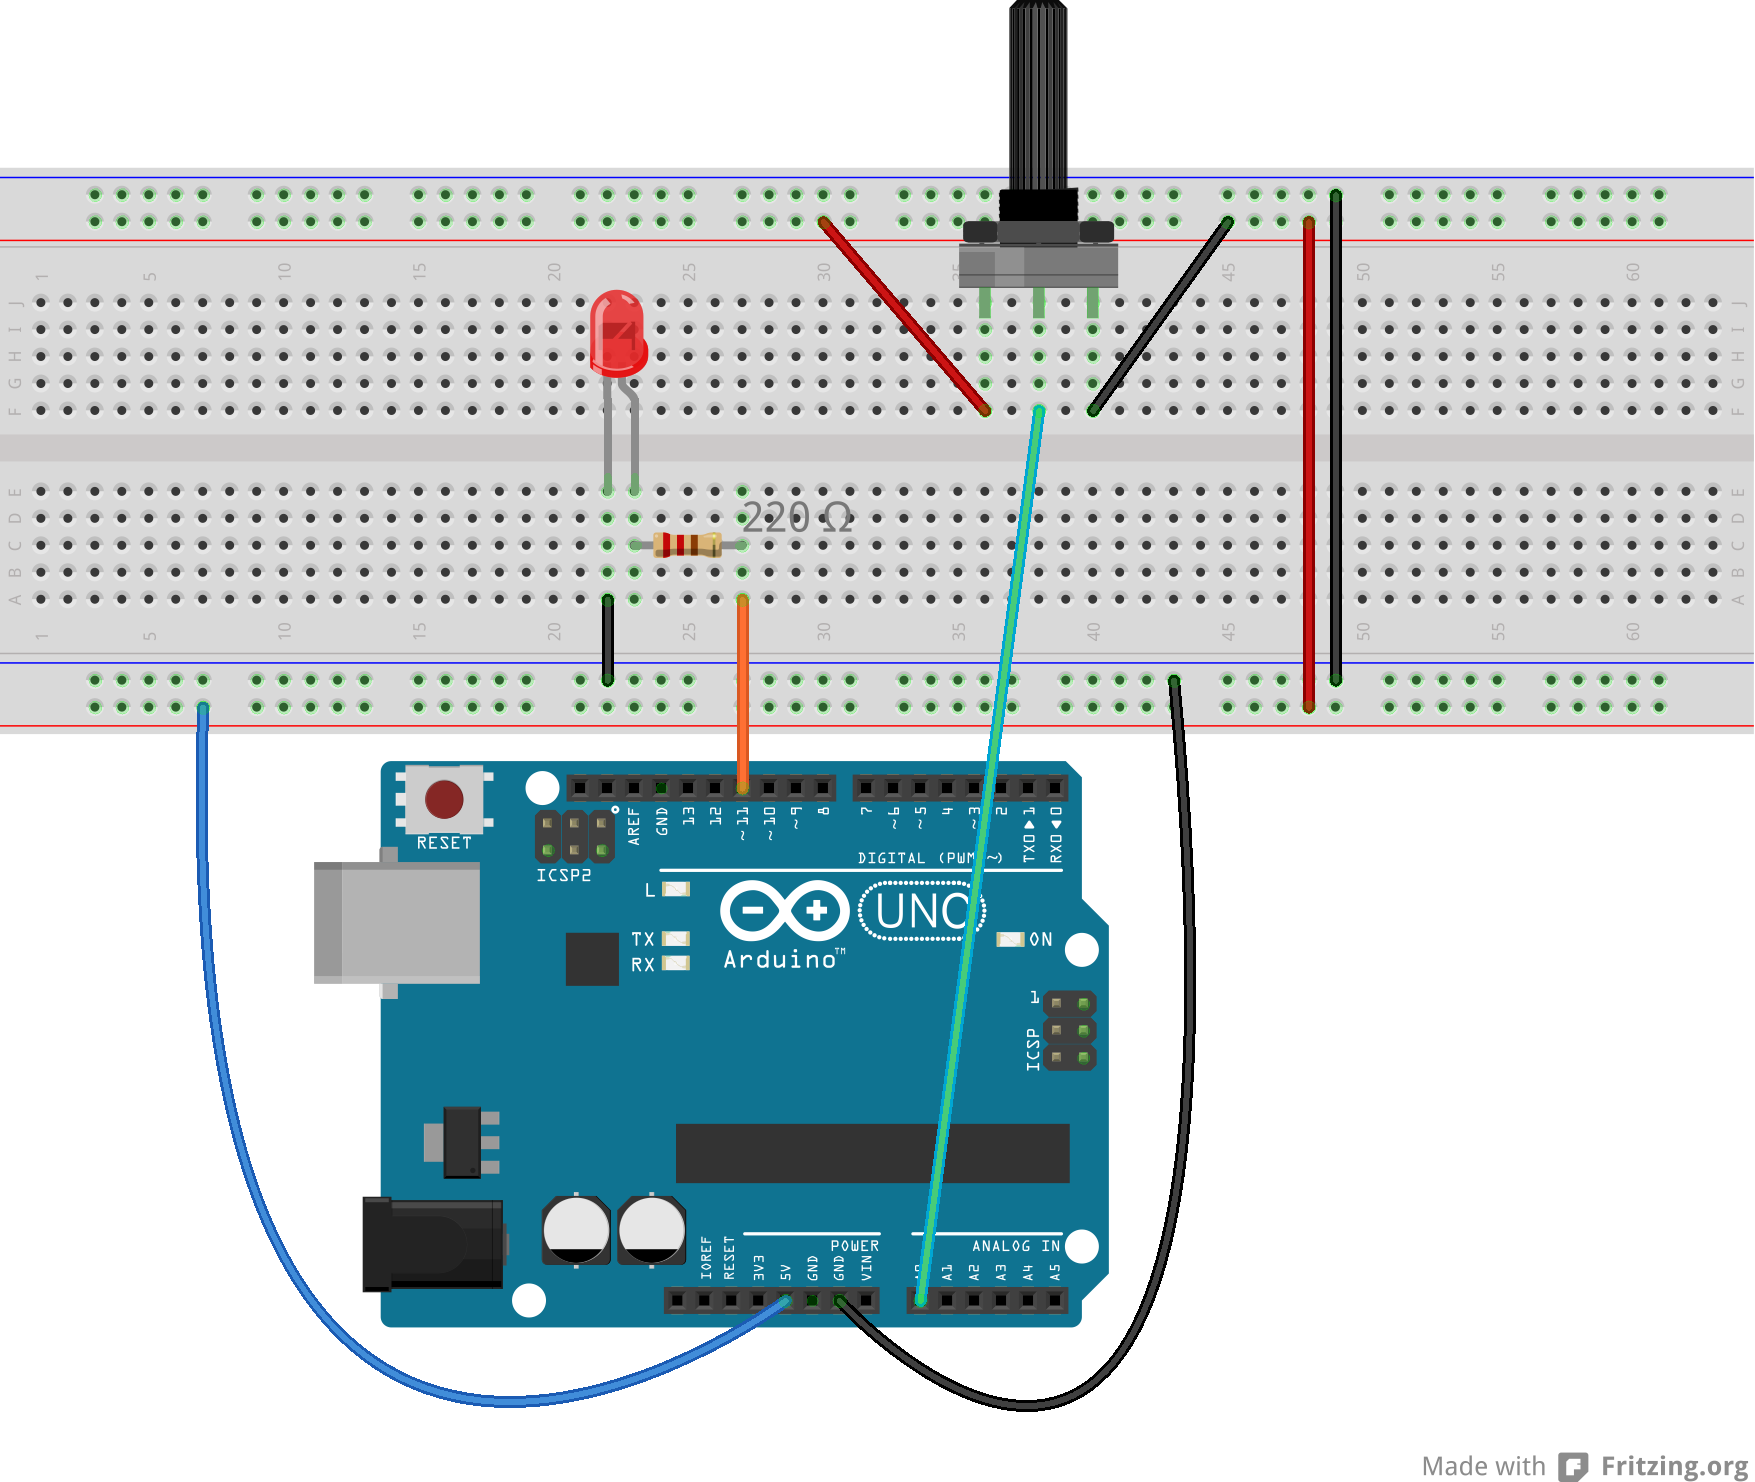 1 5 10 15 20 25 30 35 40 45 50 55 60
J J
I I
H H
G G
F F
E E
D D
220 Ω
C C
B B
A A
1 5 10 15 20 25 30 35 40 45 50 55 60
RESET
AREF GND 13 12 ~11 ~10 ~9 8 7 ~6 ~5 4 ~3 2 TX0▶1 RX0◀0
DIGITAL (PWM ~)
ICSP2
L
UNO
TX
ON
RX
Arduino™
1
ICSP
POWER
ANALOG IN
IOREF RESET 3V3 5V GND GND VIN A0 A1 A2 A3 A4 A5
Made with Fritzing.org